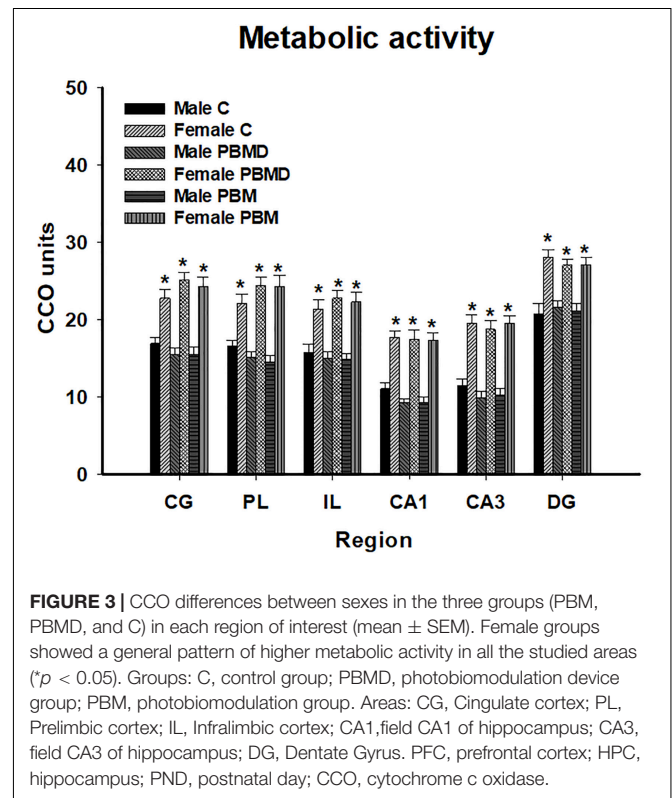 Metabolic activity
50
40
30
20
10
0
CCO units
Male C
Female C
Male PBMD
Female PBMD
Male PBM
Female PBM
* * *
* * *
* * *
* * *
* * *
* * *
CG PL IL CA1 CA3 DG
Region
FIGURE 3 | CCO differences between sexes in the three groups (PBM,
PBMD, and C) in each region of interest (mean ± SEM). Female groups
showed a general pattern of higher metabolic activity in all the studied areas
(*p < 0.05). Groups: C, control group; PBMD, photobiomodulation device
group; PBM, photobiomodulation group. Areas: CG, Cingulate cortex; PL,
Prelimbic cortex; IL, Infralimbic cortex; CA1,field CA1 of hippocampus; CA3,
field CA3 of hippocampus; DG, Dentate Gyrus. PFC, prefrontal cortex; HPC,
hippocampus; PND, postnatal day; CCO, cytochrome c oxidase.